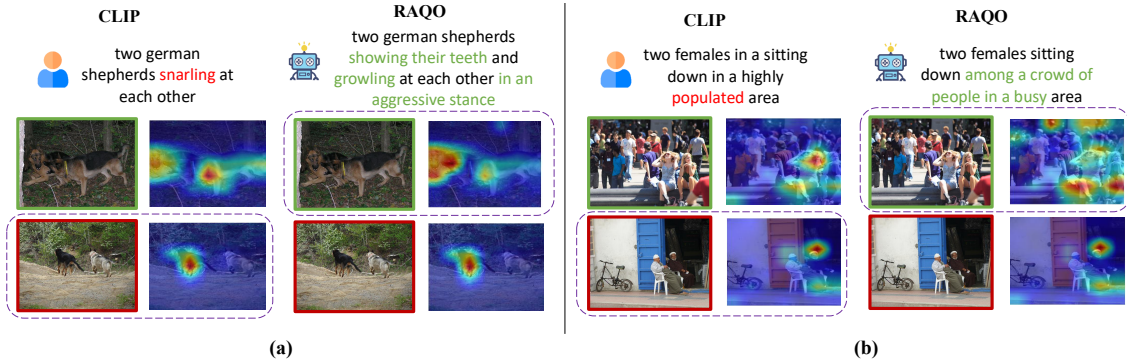 CLIP
two german
shepherds snarling at
each other
RAQO
two german shepherds
showing their teeth and
growling at each other in an
aggressive stance
(a)
CLIP
two females in a sitting
down in a highly
populated area
RAQO
two females sitting
down among a crowd of
people in a busy area
(b)